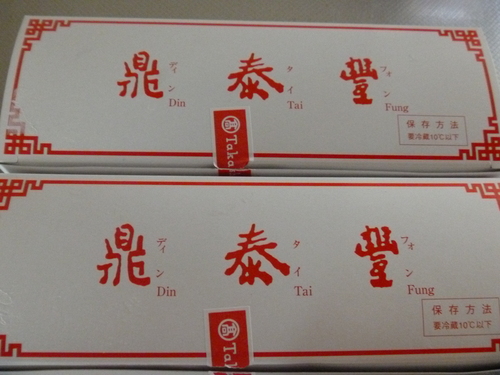 鼎 泰 豐
ディン タイ フォン
Din Tai Fung
保存方法
要冷蔵10℃以下
Taka
鼎 泰 豐
ディン タイ フォン
Din Tai Fung
保存方法
要冷蔵10℃以下
Tak